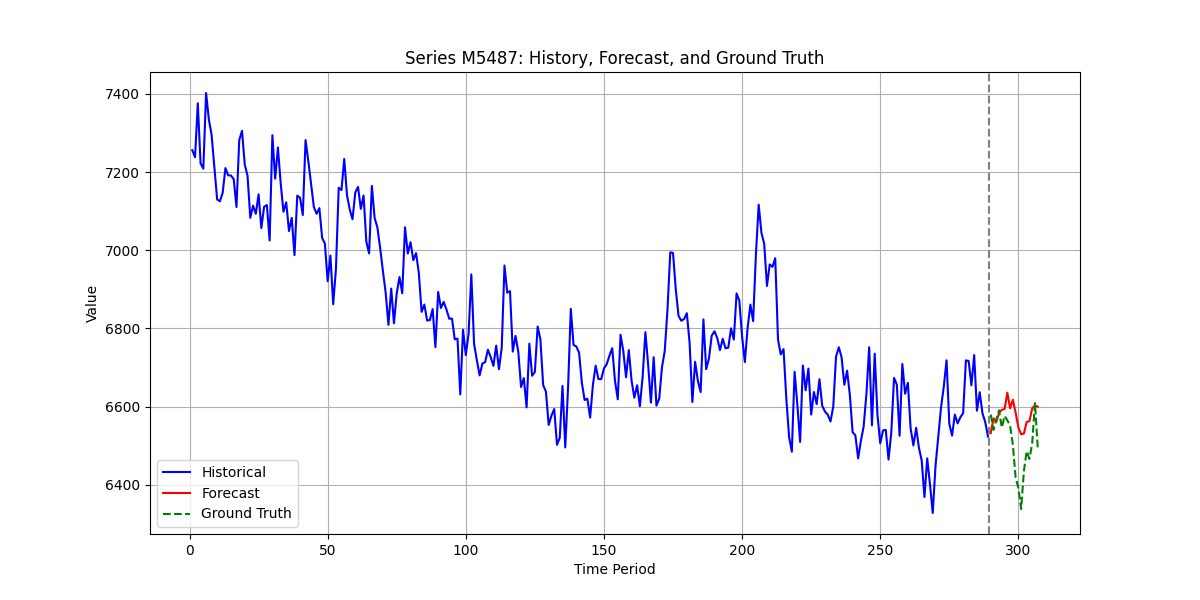 Series M5487: History, Forecast, and Ground Truth
7400
7200
7000
6800
6600
6400
Value
Historical
Forecast
Ground Truth
0
50
100
150
200
250
300
Time Period